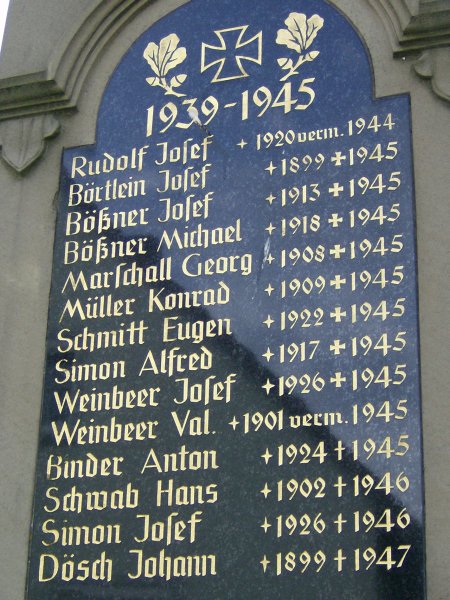 1939-1945
Rudolf Josef + 1920 verm. 1944
Börtlein Josef + 1899 + 1945
Bößner Josef + 1913 + 1945
Bößner Michael + 1918 + 1945
Marschall Georg + 1908 + 1945
Müller Konrad + 1909 + 1945
Schmitt Eugen + 1922 + 1945
Simon Alfred + 1917 + 1945
Weinbeer Josef + 1926 + 1945
Weinbeer Val. + 1901 verm. 1945
Binder Anton + 1924 † 1945
Schwab Hans + 1902 † 1946
Simon Josef + 1926 † 1946
Dösch Johann + 1899 † 1947